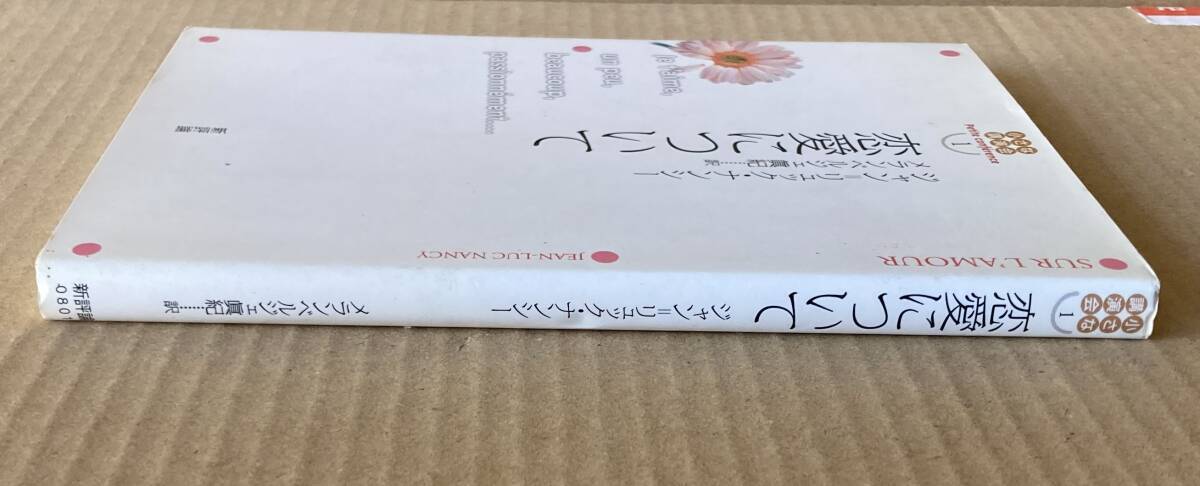 小さな
講演会
1
Petite conférence
恋愛について
ジャン=リュック・ナンシー
メランベルジェ眞紀……訳
je t'aime,
un peu,
beaucoup,
passionnément......
新評論
SUR L'AMOUR
JEAN-LUC NANCY
小さな
講演会
1
恋愛について
ジャン=リュック・ナンシー
メランベルジェ眞紀……訳
新評論
0801